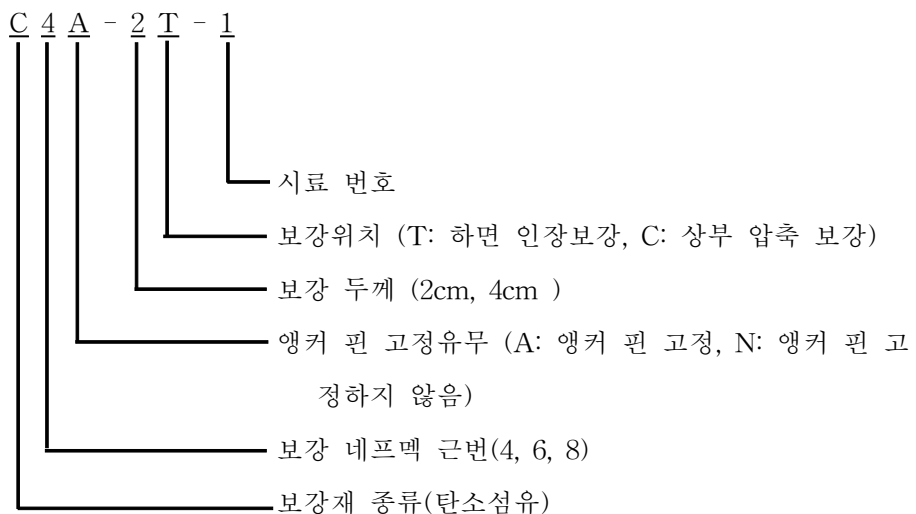 C 4 A - 2 T - 1
시료 번호
보강위치 (T: 하면 인장보강, C: 상부 압축 보강)
보강 두께 (2cm, 4cm )
앵커 핀 고정유무 (A: 앵커 핀 고정, N: 앵커 핀 고
정하지 않음)
보강 네프멕 근번(4, 6, 8)
보강재 종류(탄소섬유)